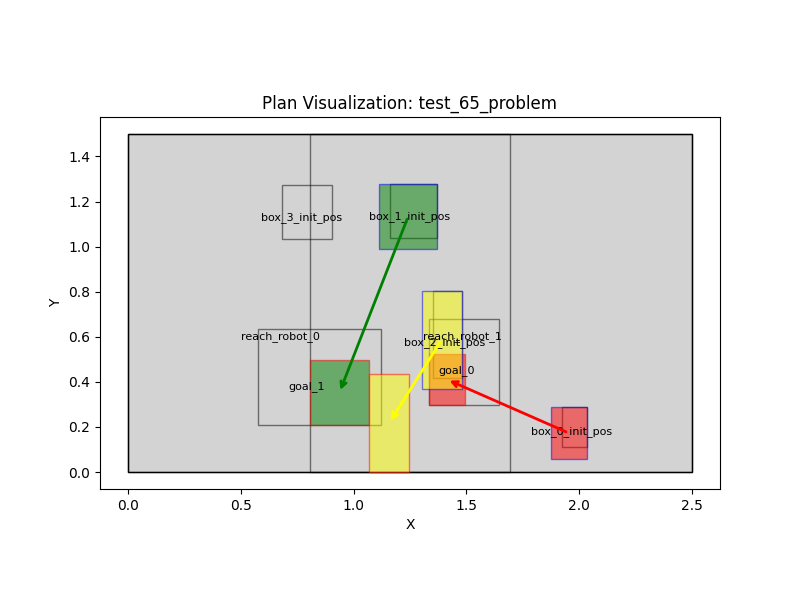 Plan Visualization: test_65_problem
Y
1.4
1.2
1.0
0.8
0.6
0.4
0.2
0.0
box_3_init_pos
box_1_init_pos
reach_robot_0
reach_robot_1
box_2_init_pos
goal_0
goal_1
0.0
0.5
1.0
1.5
2.0
2.5
X